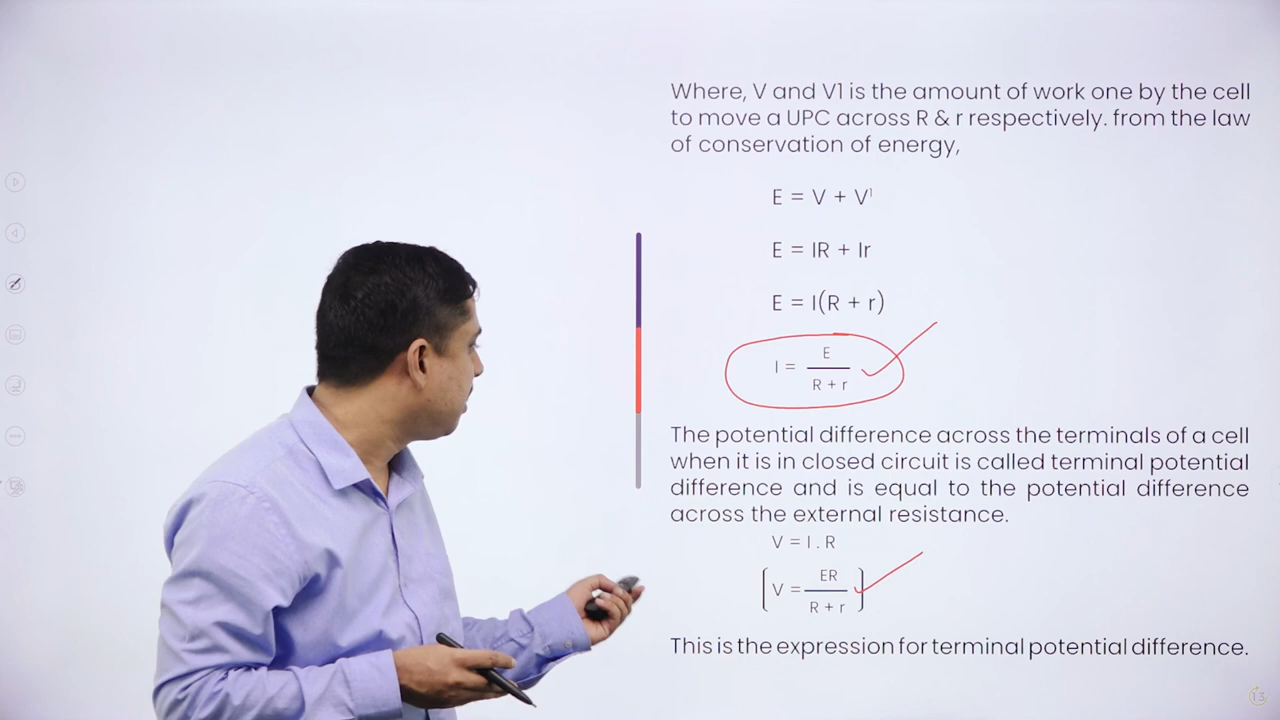 Where, V and V1 is the amount of work one by the cell
to move a UPC across R & r respectively. from the law
of conservation of energy,
E = V + V¹
E = IR + Ir
E = I(R + r)
I = E / R + r
The potential difference across the terminals of a cell
when it is in closed circuit is called terminal potential
difference and is equal to the potential difference
across the external resistance.
V = I . R
[V = ER / R + r]
This is the expression for terminal potential difference.
13